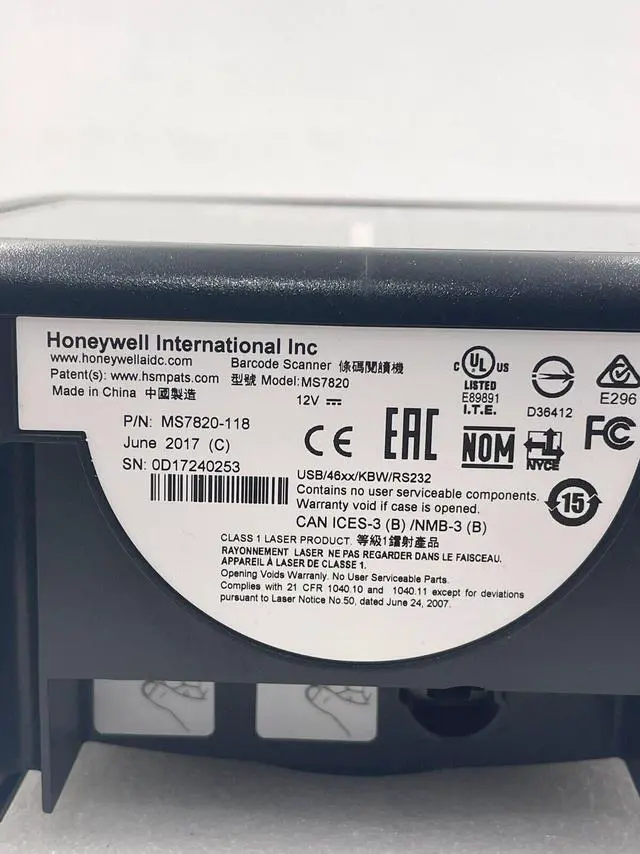 Honeywell International Inc
www.honeywellaidc.com
Barcode Scanner 條碼閱讀機
Patent(s): www.hsmpats.com.
型號 Model: MS7820
Made in China 中國製造
12V
C UL US
LISTED
E89891
I.T.E.
D36412
E296
P/N: MS7820-118
June 2017 (C)
SN: 0D17240253
CE
EAC
NOM
NYCE
FC
USB/46xx/KBW/RS232
Contains no user serviceable components.
Warranty void if case is opened.
15
CAN ICES-3 (B) /NMB-3 (B)
CLASS 1 LASER PRODUCT. 等級1鐳射產品
RAYONNEMENT LASER NE PAS REGARDER DANS LE FAISCEAU.
APPAREIL À LASER DE CLASSE 1.
Opening Voids Warranly. No User Serviceable Parts.
Complies with 21 CFR 1040.10 and 1040.11 except for deviations
pursuant to Laser Notice No.50, dated June 24, 2007.